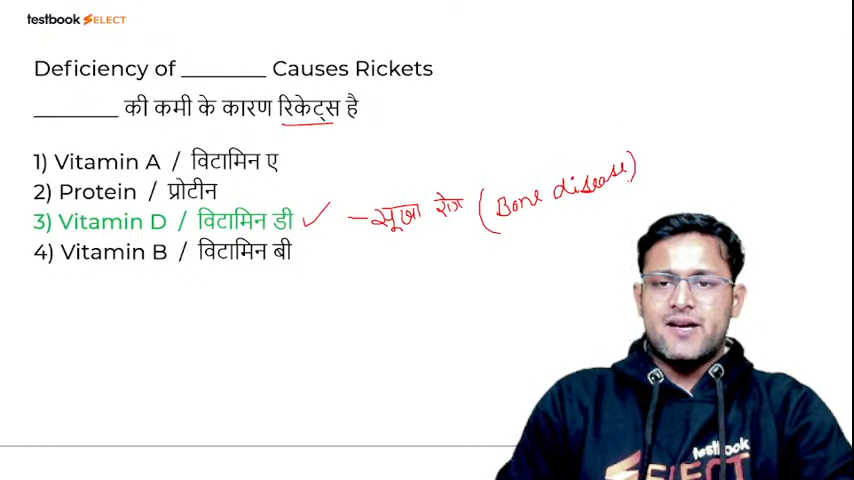 testbook SELECT
Deficiency of ________ Causes Rickets
________ की कमी के कारण रिकेट्स है
1) Vitamin A / विटामिन ए
2) Protein / प्रोटीन
3) Vitamin D / विटामिन डी – सूखा रोग (Bone disease)
4) Vitamin B / विटामिन बी
testbook
SELECT